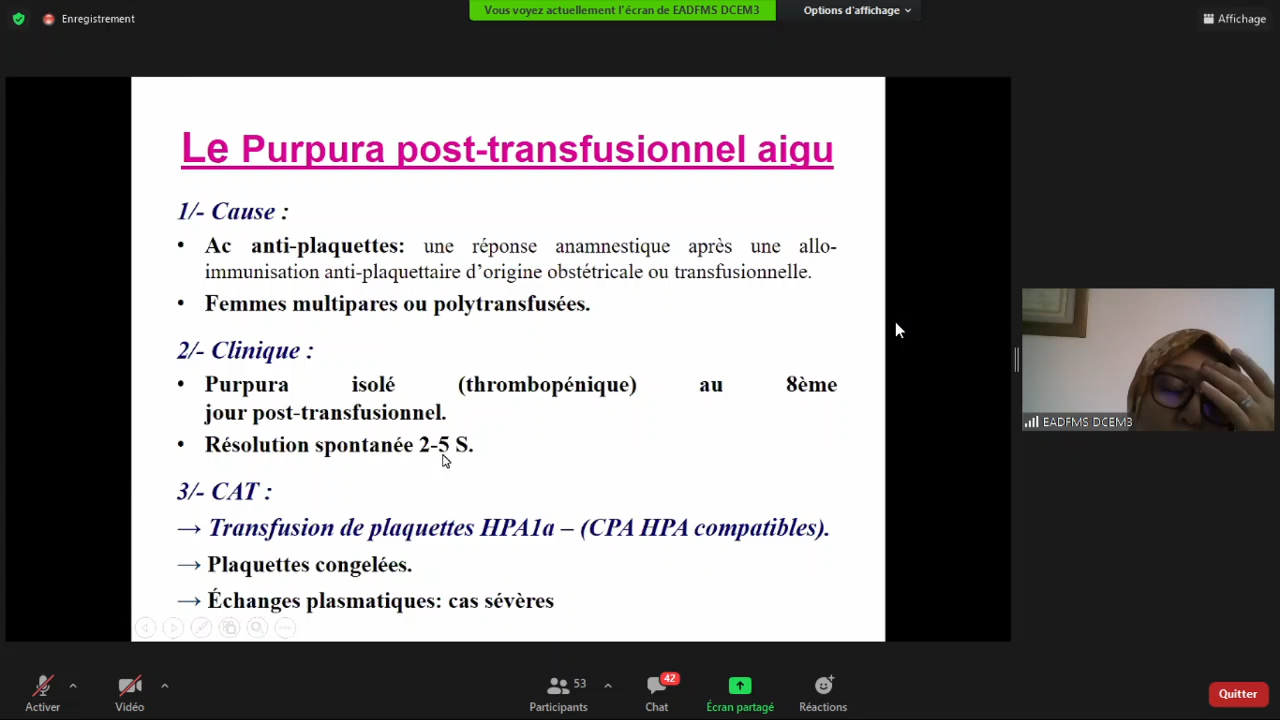 Enregistrement
Vous voyez actuellement l'écran de EADFMS DCEM3
Options d'affichage
Affichage
Le Purpura post-transfusionnel aigu
1/- Cause :
• Ac anti-plaquettes: une réponse anamnestique après une allo-
immunisation anti-plaquettaire d'origine obstétricale ou transfusionnelle.
• Femmes multipares ou polytransfusées.
2/- Clinique :
• Purpura isolé (thrombopénique) au 8ème
jour post-transfusionnel.
• Résolution spontanée 2-5 S.
3/- CAT :
→ Transfusion de plaquettes HPA1a – (CPA HPA compatibles).
→ Plaquettes congelées.
→ Échanges plasmatiques: cas sévères
EADFMS DCEM3
Activer
Vidéo
53
Participants
42
Chat
Écran partagé
Réactions
Quitter